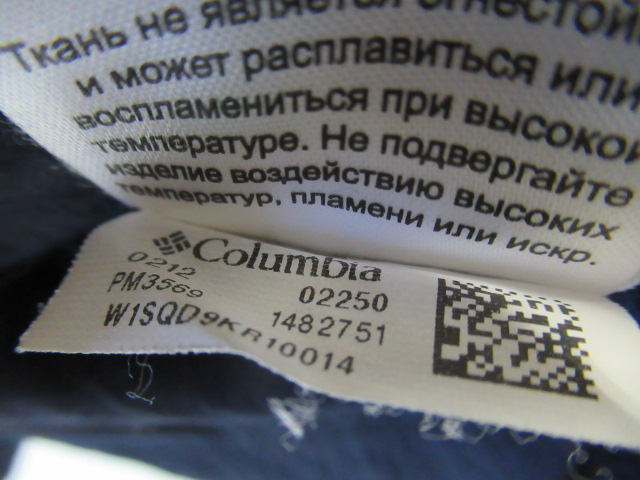 Ткань не является огнестойкой
и может расплавиться или
воспламениться при высокой
температуре. Не подвергайте
изделие воздействию высоких
температур, пламени или искр.
Columbia
0212 02250
PM3569 1482751
W1SQD9KR10014